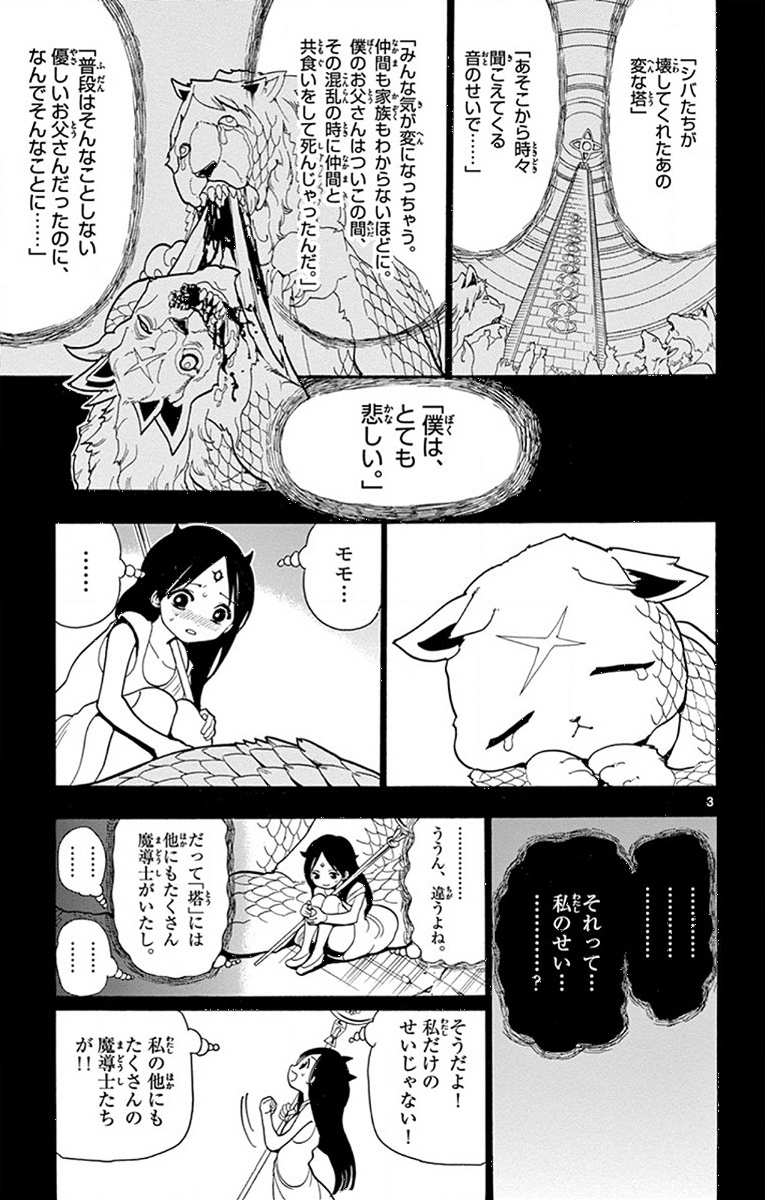 「シバたちが
壊してくれたあの
変な塔」
「あそこから時々
聞こえてくる
音のせいで……」
「みんな気が変になっちゃう。
仲間も家族もわからないほどに。
僕のお父さんはついこの間、
その混乱の時に仲間と
共食いをして死んじゃったんだ。」
「普段はそんなことしない
優しいお父さんだったのに、
なんでそんなことに……」
「僕は、
とても
悲しい。」
モモ…
……
3
…………
…………
それって…
私のせい…
…………?
………
ううん、違うよね。
だって「塔」には
他にもたくさん
魔導士がいたし。
……
……
そうだよ!
私だけの
せいじゃない!
私の他にも
たくさんの
魔導士たち
が!!